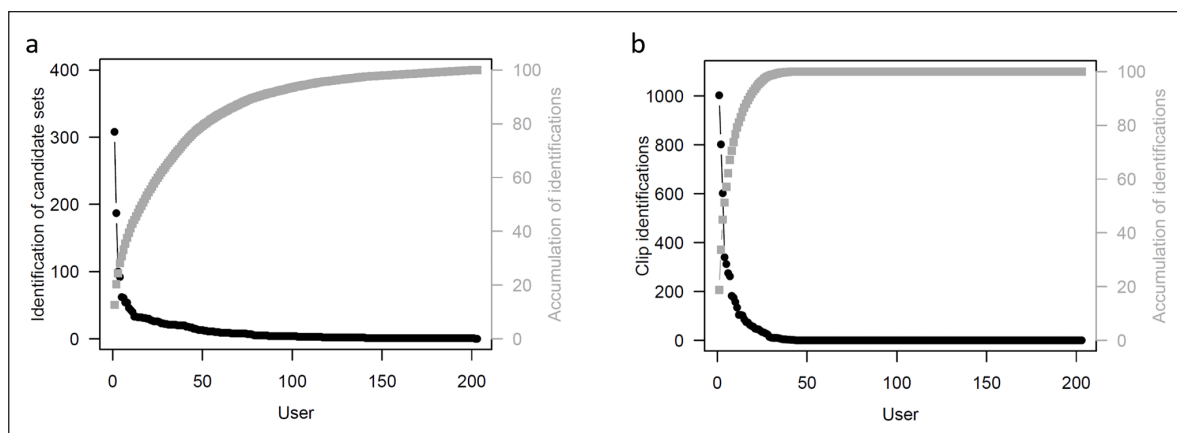 a
400
300
200
100
0
Identification of candidate sets
100
80
60
40
20
0
Accumulation of identifications
0 50 100 150 200
User
b
1000
800
600
400
200
0
Clip identifications
100
80
60
40
20
0
Accumulation of identifications
0 50 100 150 200
User